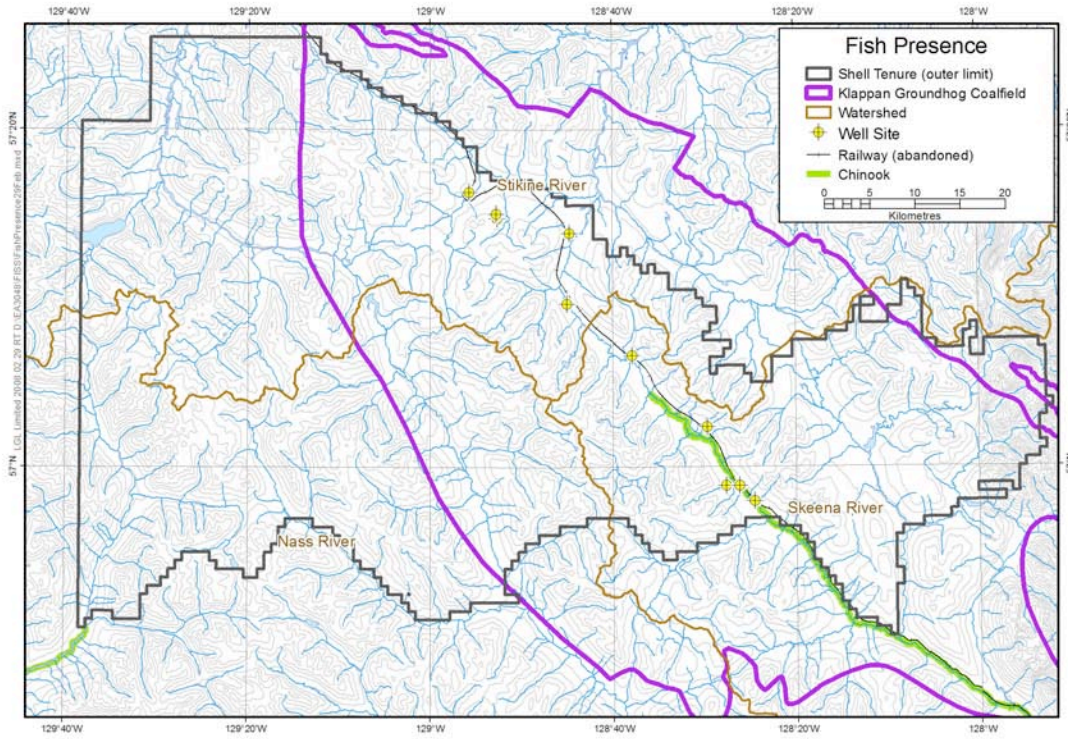 129°40'W
129°20'W
129°W
128°40'W
128°20'W
128°W
Fish Presence
Shell Tenure (outer limit)
Klappan Groundhog Coalfield
Watershed
Well Site
Railway (abandoned)
Chinook
0 5 10 15 20
Kilometres
57°20'N
57°N
57°N
Stikine River
Skeena River
Nass River
129°40'W
129°20'W
129°W
128°40'W
128°20'W
128°W